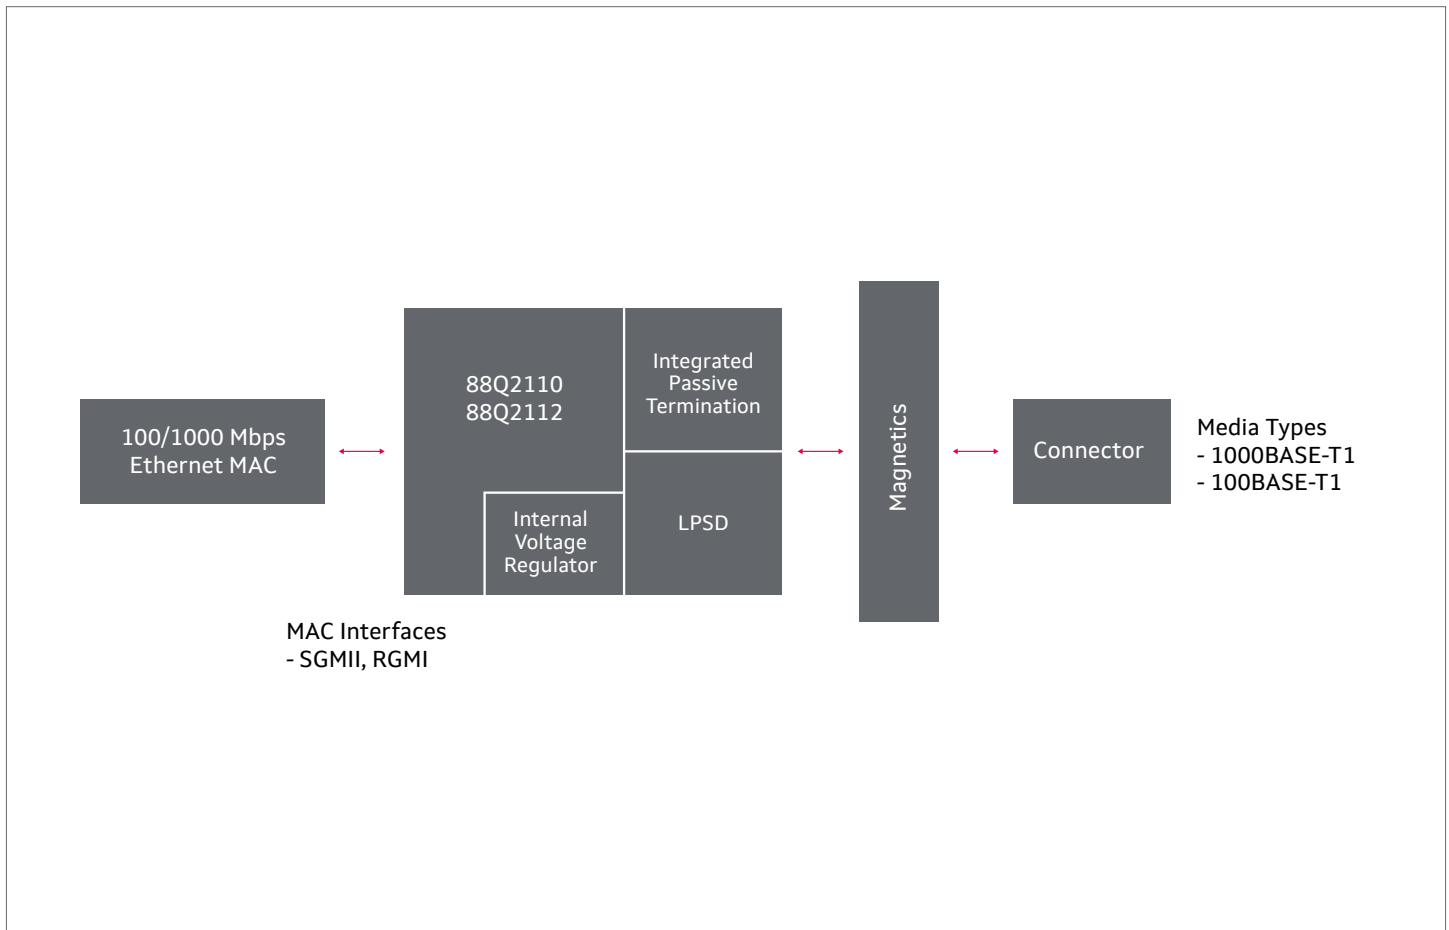 100/1000 Mbps
Ethernet MAC
88Q2110
88Q2112
Integrated
Passive
Termination
Internal
Voltage
Regulator
LPSD
Magnetics
Connector
Media Types
- 1000BASE-T1
- 100BASE-T1
MAC Interfaces
- SGMII, RGMI